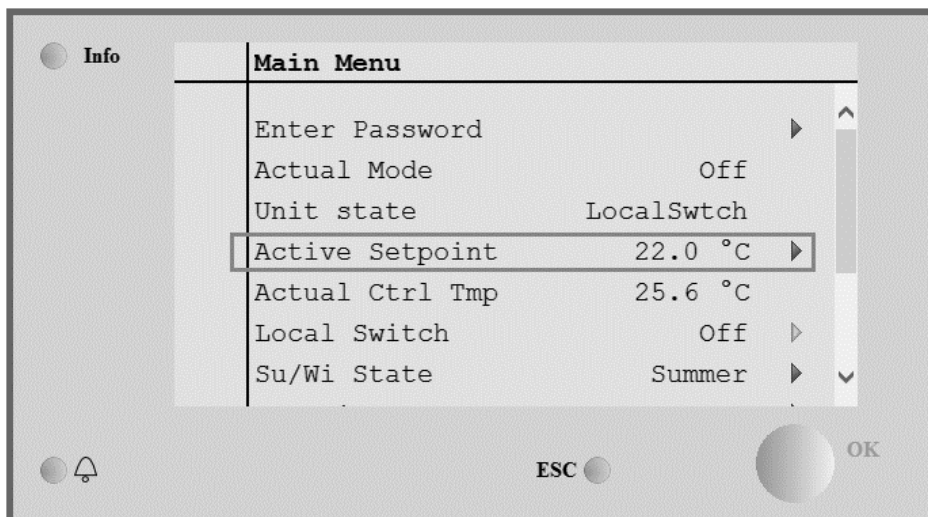 Info
Main Menu
Enter Password
Actual Mode Off
Unit state LocalSwtch
Active Setpoint 22.0 °C
Actual Ctrl Tmp 25.6 °C
Local Switch Off
Su/Wi State Summer
ESC
OK